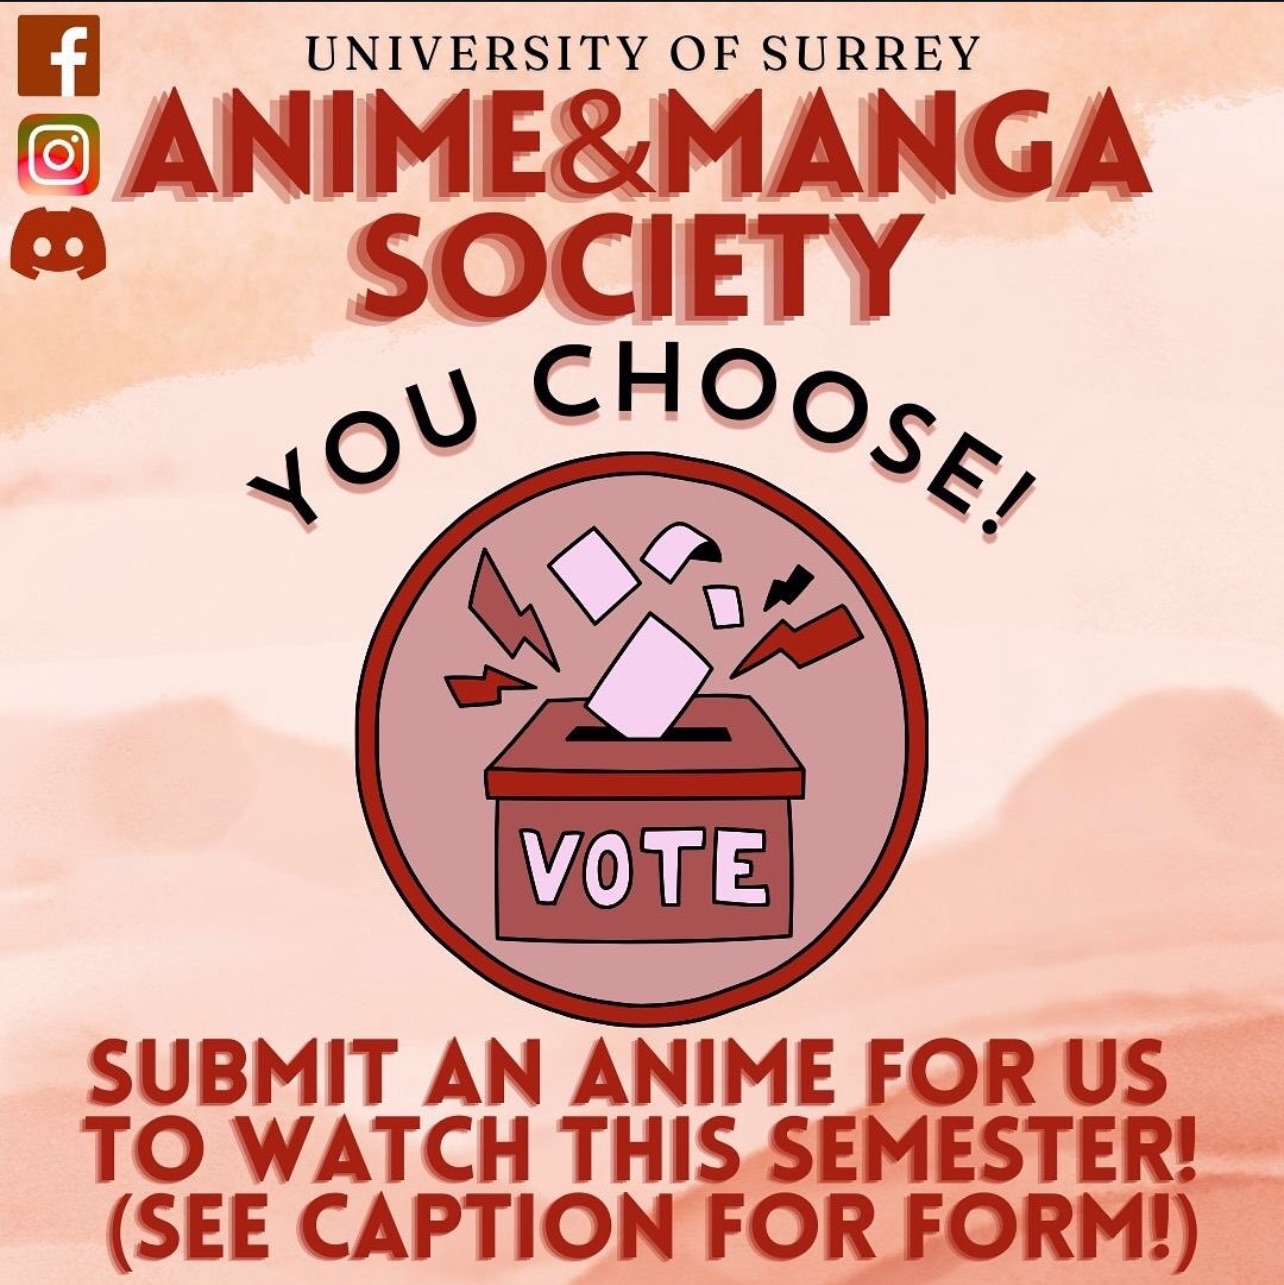 UNIVERSITY OF SURREY
ANIME&MANGA
SOCIETY
YOU CHOOSE!
VOTE
SUBMIT AN ANIME FOR US
TO WATCH THIS SEMESTER!
(SEE CAPTION FOR FORM!)